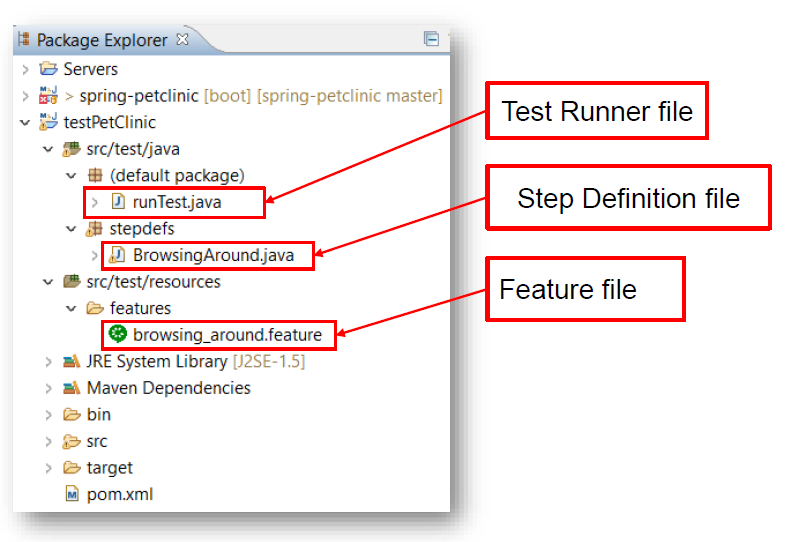 Package Explorer
Servers
> spring-petclinic [boot] [spring-petclinic master]
testPetClinic
src/test/java
(default package)
runTest.java
stepdefs
BrowsingAround.java
src/test/resources
features
browsing_around.feature
JRE System Library [J2SE-1.5]
Maven Dependencies
bin
src
target
pom.xml
Test Runner file
Step Definition file
Feature file